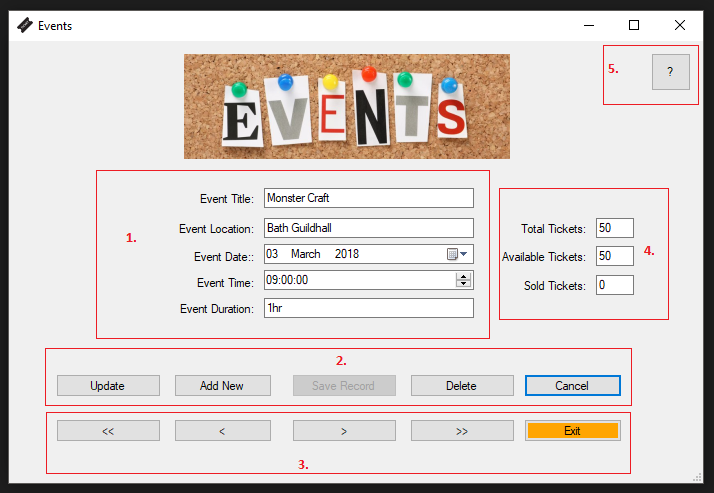 Events
5.
?
EVENTS
1.
Event Title: Monster Craft
Event Location: Bath Guildhall
Event Date:: 03 March 2018
Event Time: 09:00:00
Event Duration: 1hr
4.
Total Tickets: 50
Available Tickets: 50
Sold Tickets: 0
2.
Update Add New Save Record Delete Cancel
<< < > >> Exit
3.